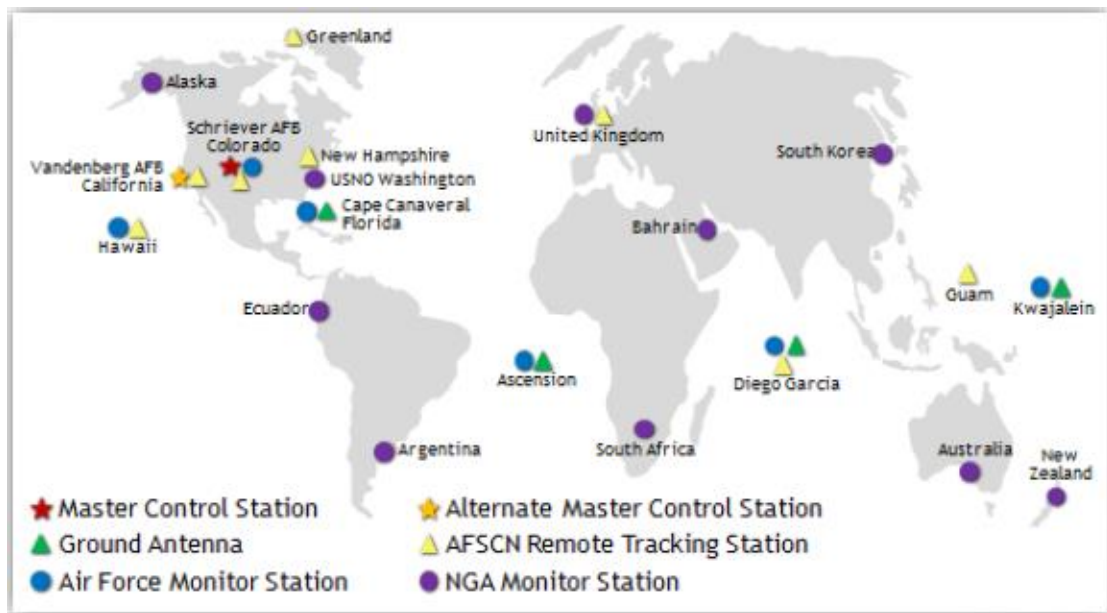 Greenland
Alaska
Schriever AFB
Colorado
Vandenberg AFB
California
New Hampshire
USNO Washington
Cape Canaveral
Florida
Hawaii
United Kingdom
South Korea
Bahrain
Guam
Kwajalein
Ecuador
Ascension
Diego Garcia
Argentina
South Africa
Australia
New
Zealand
Master Control Station
Alternate Master Control Station
Ground Antenna
AFSCN Remote Tracking Station
Air Force Monitor Station
NGA Monitor Station